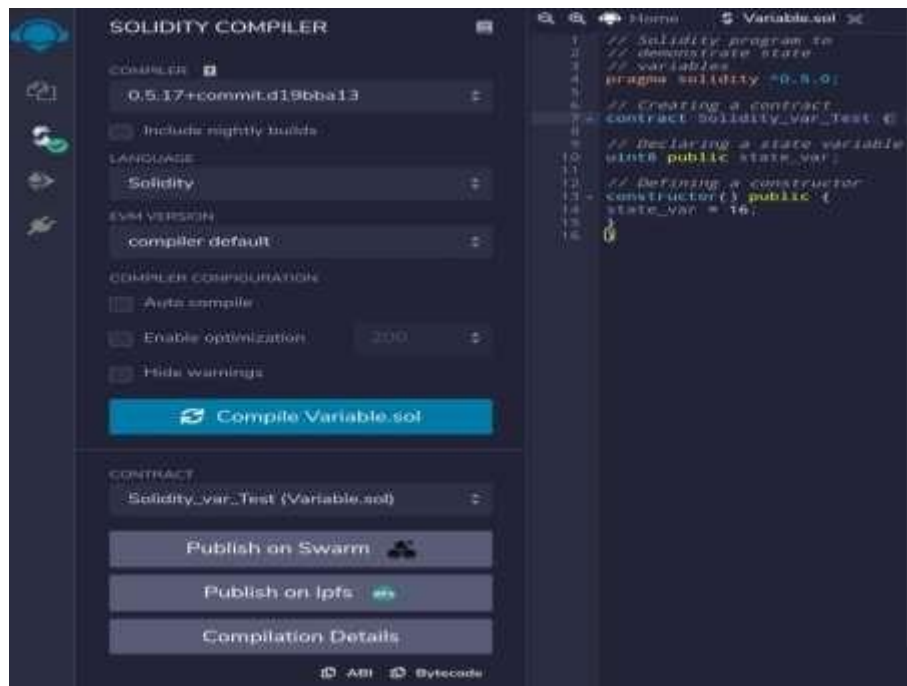 SOLIDITY COMPILER
COMPILER
0.5.17+commit.d19bba13
Include nightly builds
LANGUAGE
Solidity
EVM VERSION
compiler default
COMPILER CONFIGURATION
Auto compile
Enable optimization 200
Hide warnings
Compile Variable.sol
CONTRACT
Solidity_var_Test (Variable.sol)
Publish on Swarm
Publish on Ipfs
Compilation Details
ABI Bytecode
Home Variable.sol
1 // Solidity program to
2 // demonstrate state
3 // variables
4 pragma solidity ^0.5.0;
5
6 // Creating a contract
7 contract Solidity_var_Test {
8
9 // Declaring a state variable
10 uint8 public state_var;
11
12 // Defining a constructor
13 constructor() public {
14 state_var = 16;
15 }
16 }